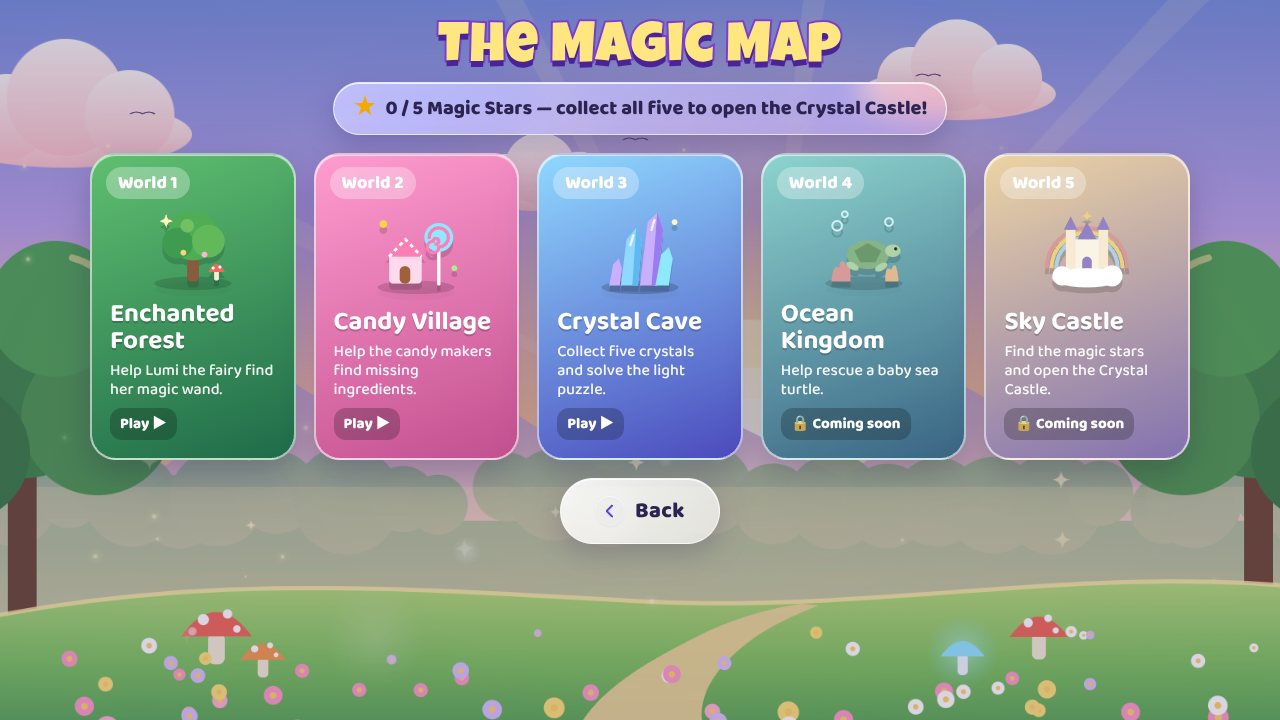 THE MAGIC MAP
★ 0 / 5 Magic Stars — collect all five to open the Crystal Castle!
World 1
Enchanted
Forest
Help Lumi the fairy find
her magic wand.
Play ▶
World 2
Candy Village
Help the candy makers
find missing
ingredients.
Play ▶
World 3
Crystal Cave
Collect five crystals
and solve the light
puzzle.
Play ▶
World 4
Ocean
Kingdom
Help rescue a baby sea
turtle.
🔒 Coming soon
World 5
Sky Castle
Find the magic stars
and open the Crystal
Castle.
🔒 Coming soon
Back